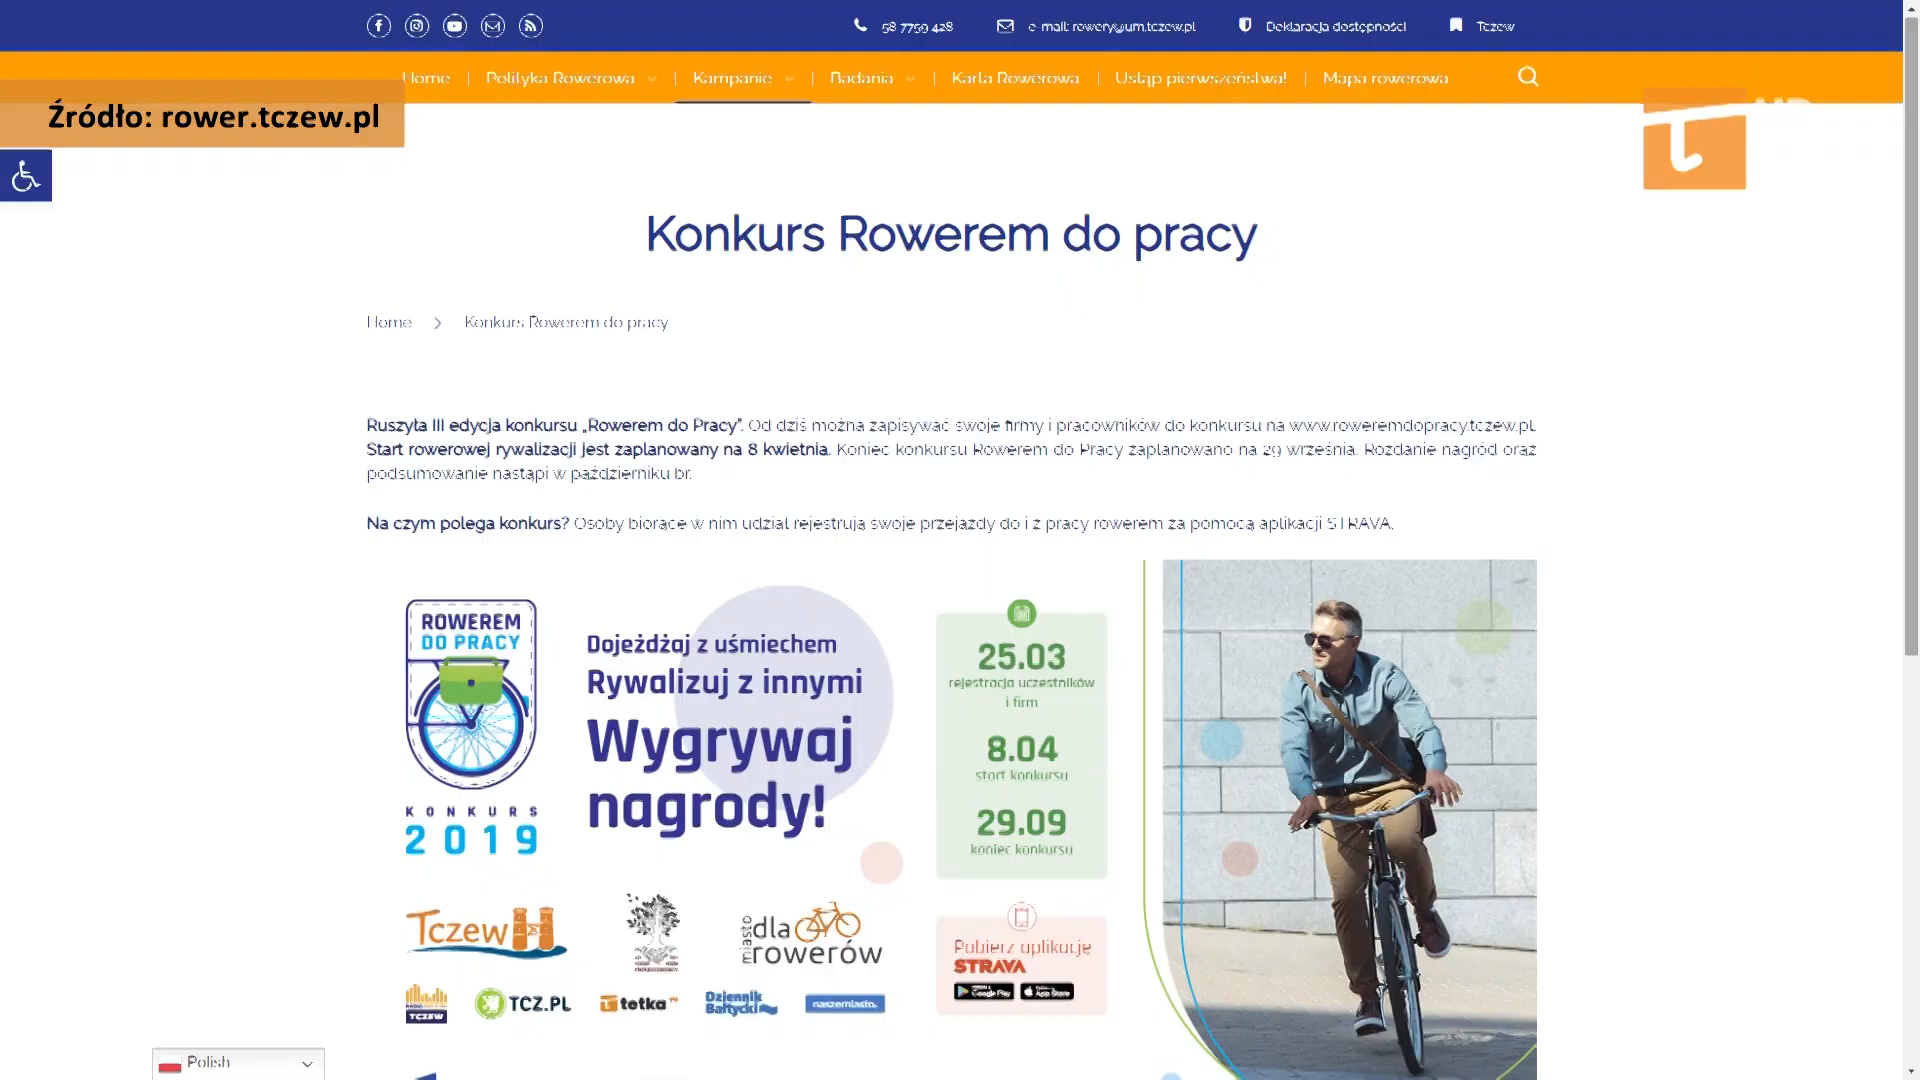 58 7759 428
e-mail: rowery@um.tczew.pl
Deklaracja dostępności
Tczew
Home
Polityka Rowerowa
Kampanie
Badania
Karta Rowerowa
Ustąp pierwszeństwa!
Mapa rowerowa
Źródło: rower.tczew.pl
Konkurs Rowerem do pracy
Home
Konkurs Rowerem do pracy
Ruszyła III edycja konkursu „Rowerem do Pracy”. Od dziś można zapisywać swoje firmy i pracowników do konkursu na www.roweremdopracy.tczew.pl.
Start rowerowej rywalizacji jest zaplanowany na 8 kwietnia. Koniec konkursu Rowerem do Pracy zaplanowano na 29 września. Rozdanie nagród oraz
podsumowanie nastąpi w październiku br.
Na czym polega konkurs? Osoby biorące w nim udział rejestrują swoje przejazdy do i z pracy rowerem za pomocą aplikacji STRAVA.
ROWEREM
DO PRACY
KONKURS
2019
Dojeżdżaj z uśmiechem
Rywalizuj z innymi
Wygrywaj
nagrody!
25.03
rejestracja uczestników
i firm
8.04
start konkursu
29.09
koniec konkursu
Pobierz aplikację
STRAVA
Google Play
App Store
Tczew
miasto
dla
rowerów
TCZEW
TCZ.PL
tetka TV
Dziennik
Bałtycki
naszemiasto.
Polish